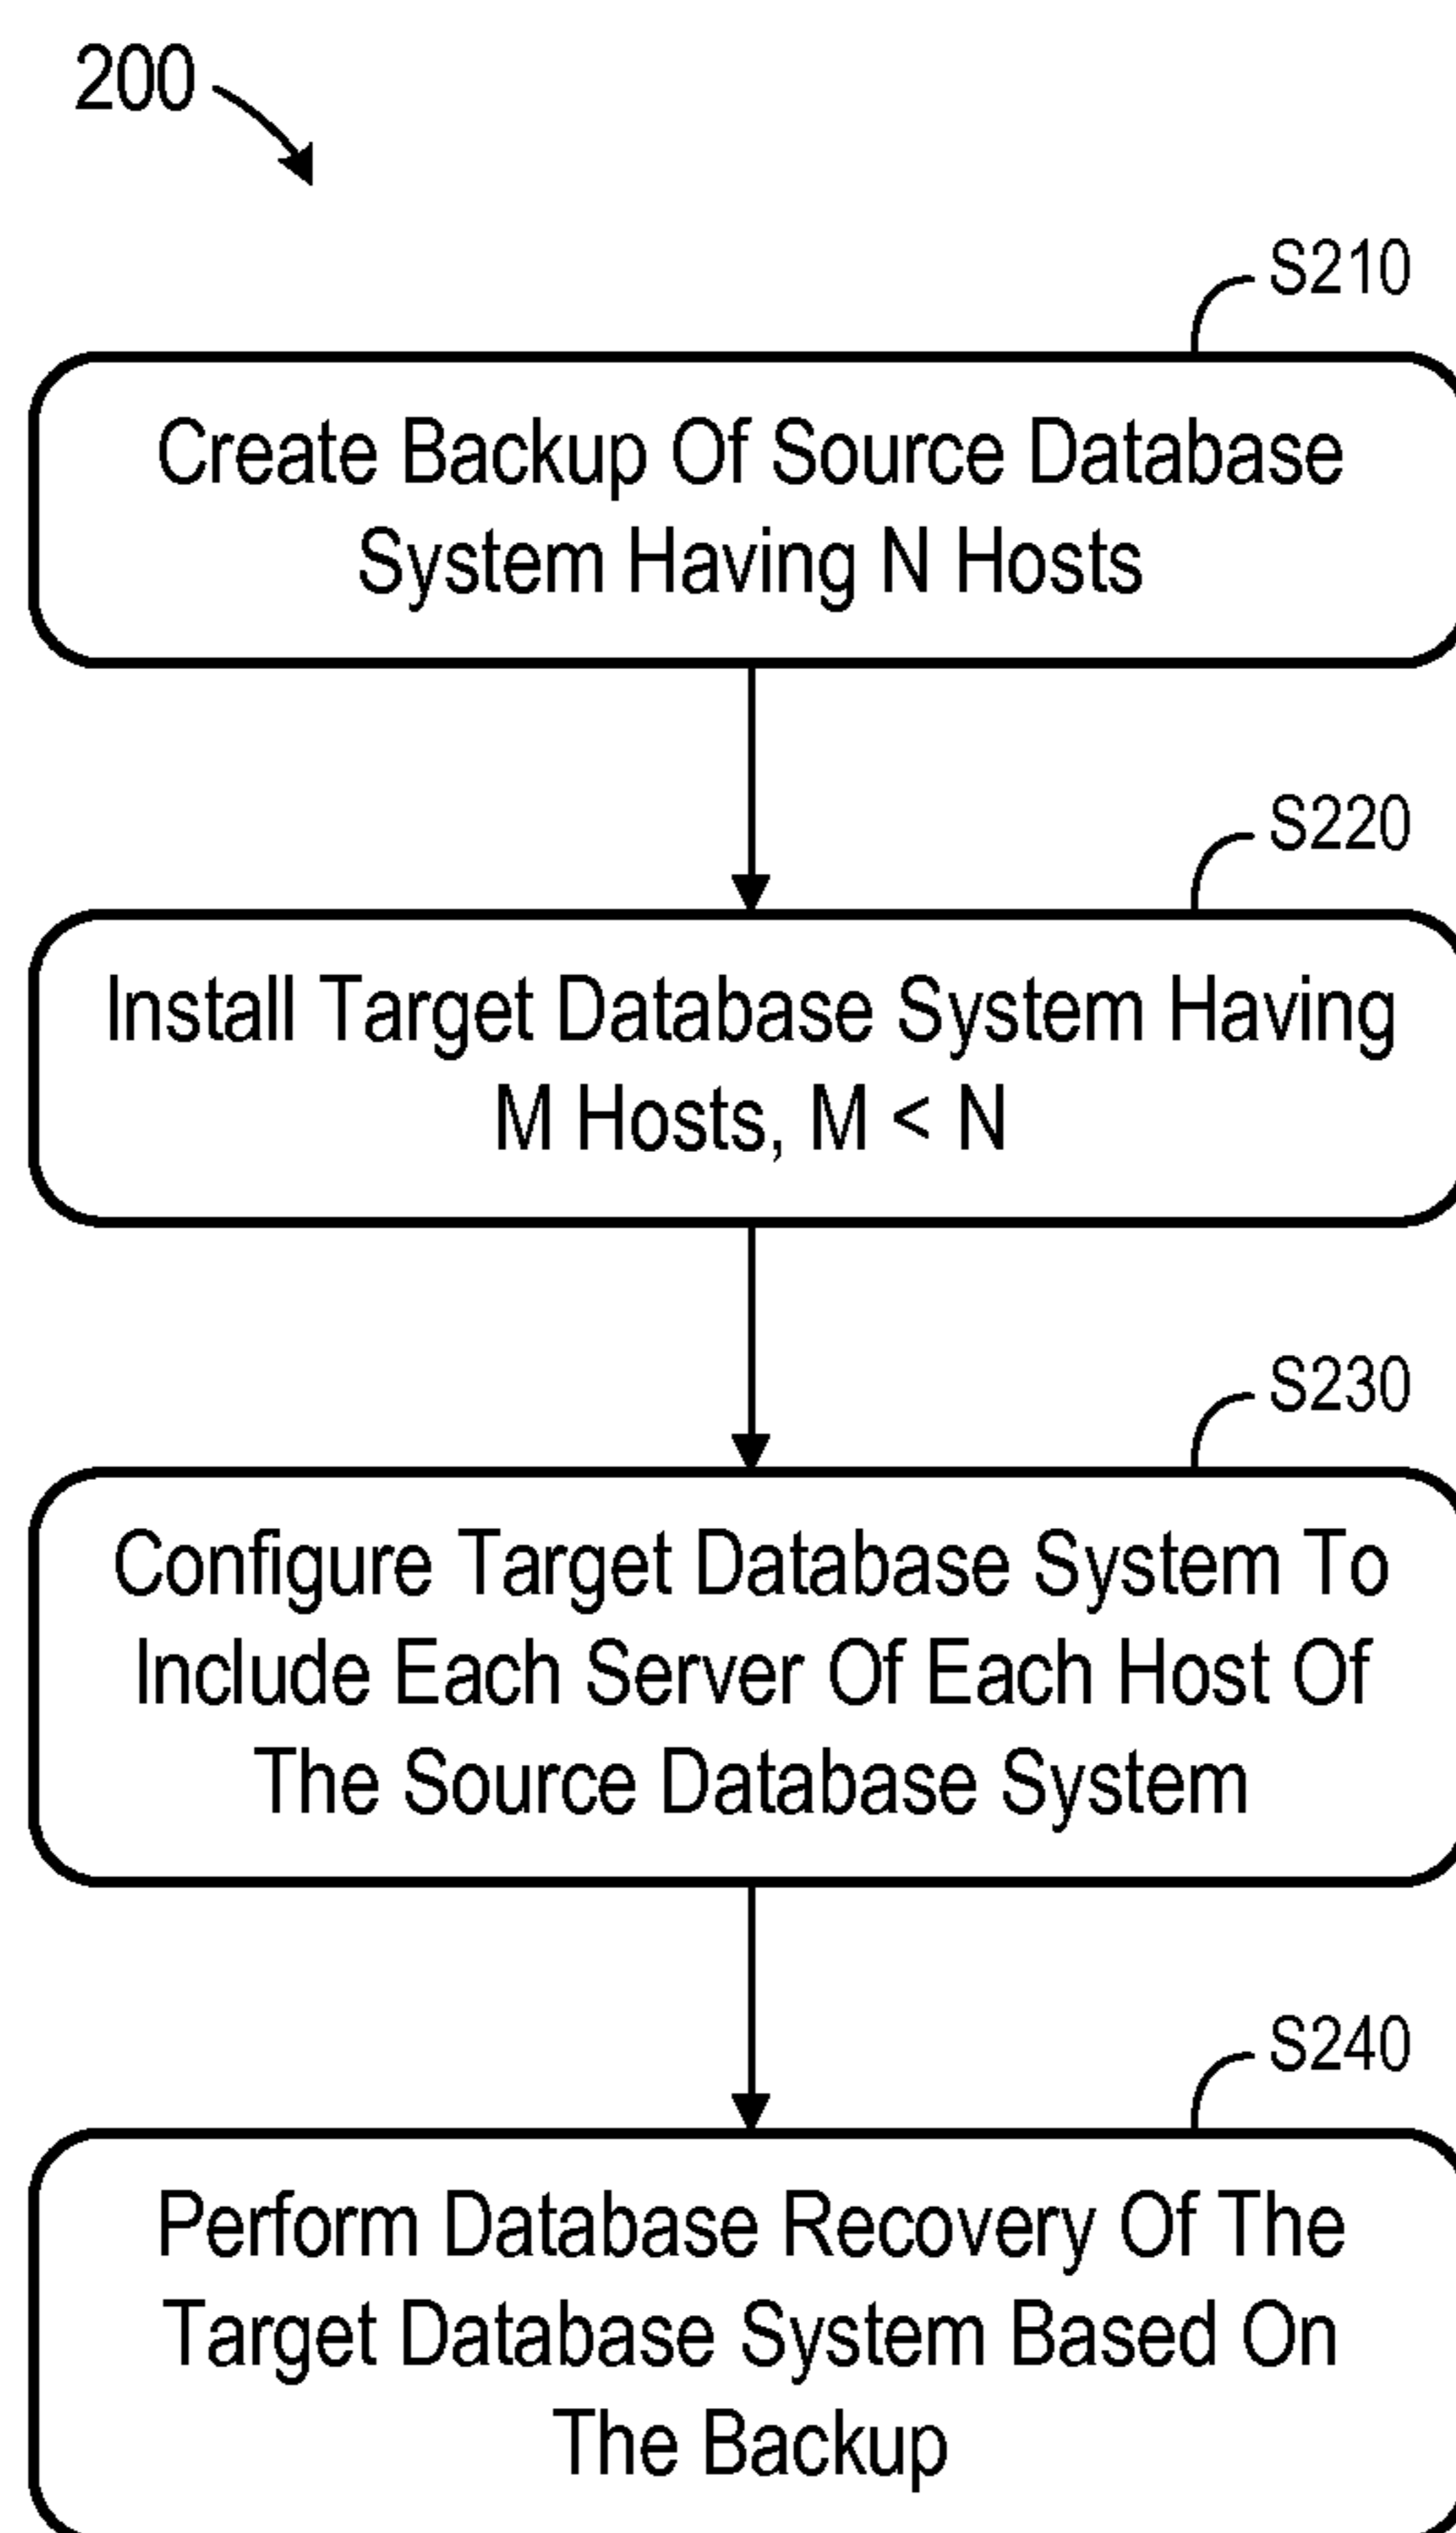 200
S210
Create Backup Of Source Database
System Having N Hosts
S220
Install Target Database System Having
M Hosts, M < N
S230
Configure Target Database System To
Include Each Server Of Each Host Of
The Source Database System
S240
Perform Database Recovery Of The
Target Database System Based On
The Backup